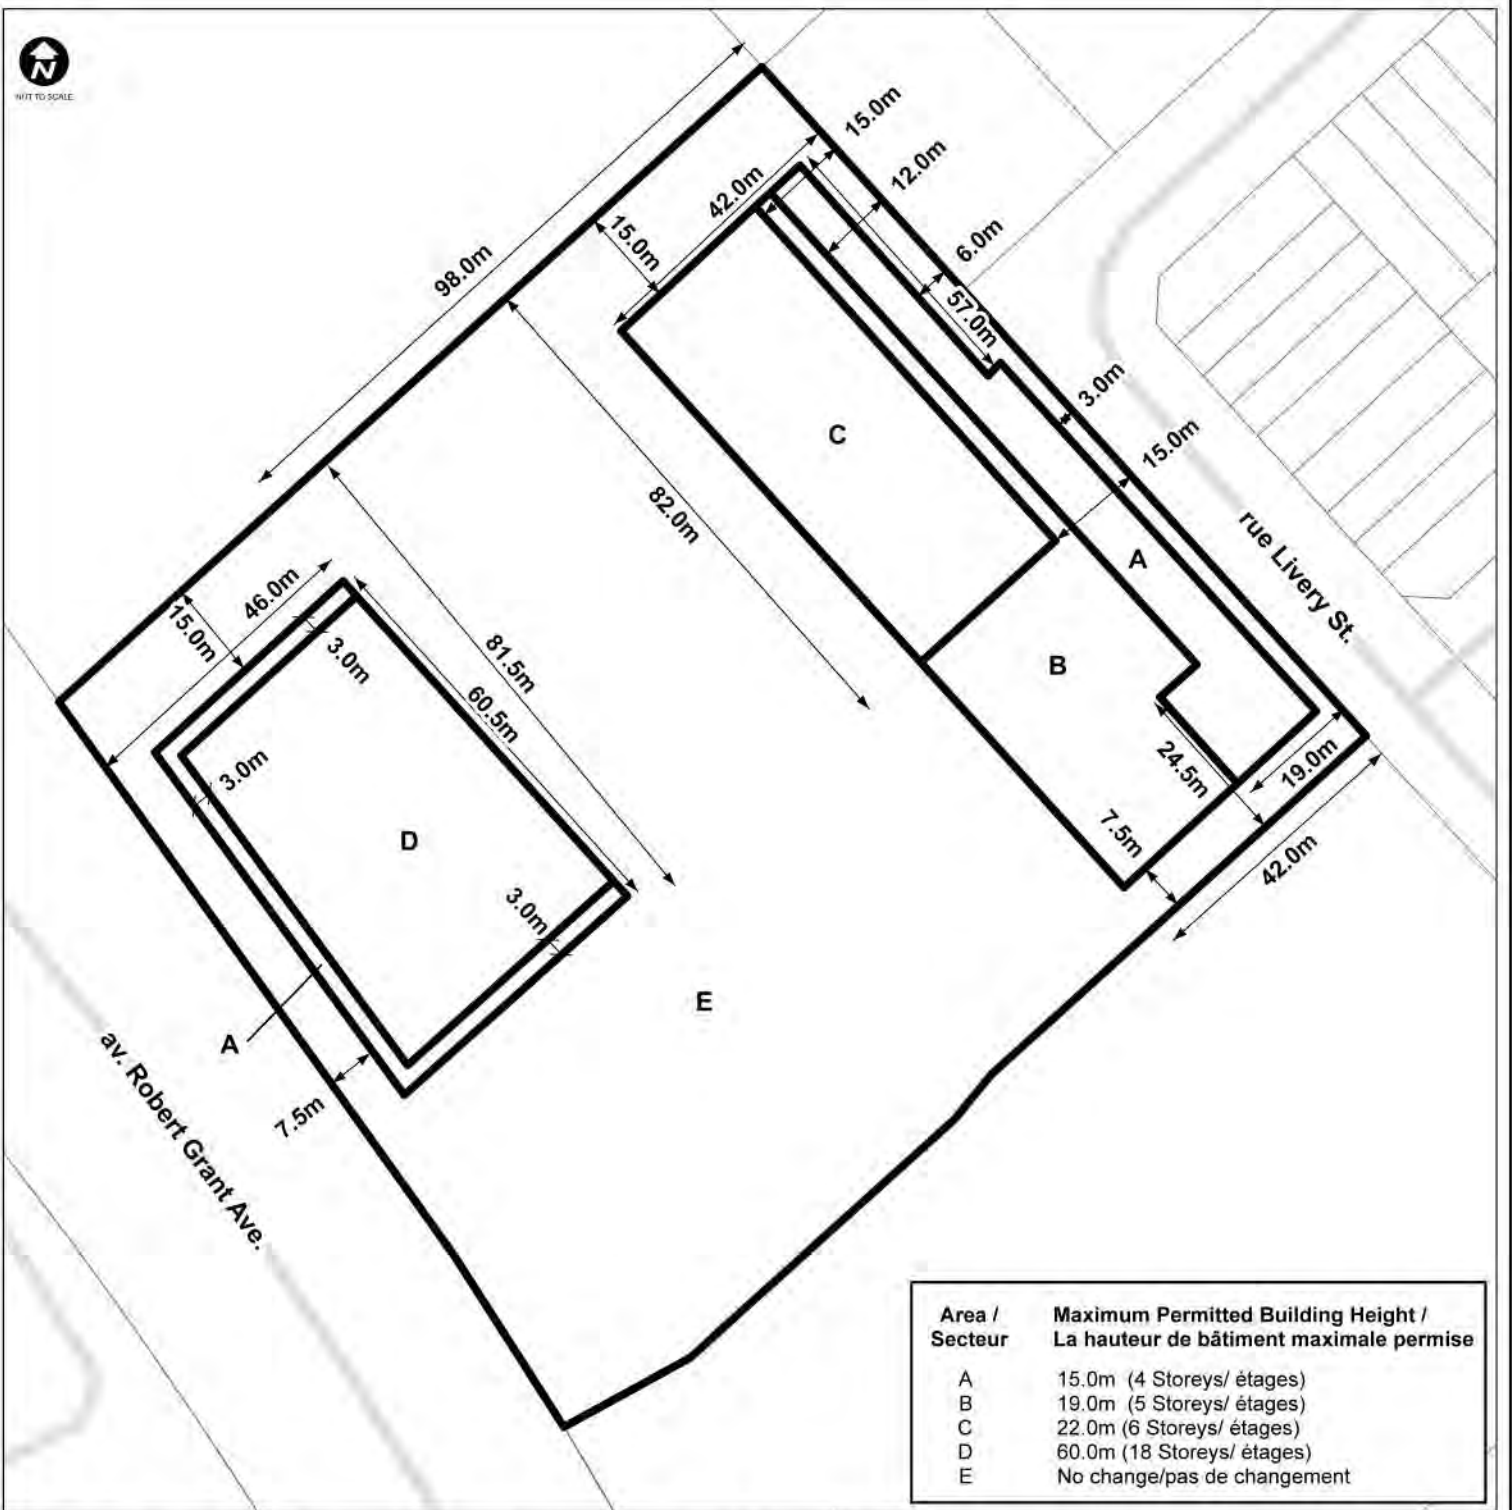 N
NOT TO SCALE
15.0m
12.0m
42.0m
15.0m
6.0m
98.0m
57.0m
3.0m
15.0m
C
82.0m
rue Livery St.
A
46.0m
15.0m
3.0m
81.5m
B
60.5m
24.5m
19.0m
3.0m
7.5m
42.0m
D
3.0m
E
A
av. Robert Grant Ave.
7.5m
Area / Maximum Permitted Building Height /
Secteur La hauteur de bâtiment maximale permise
A 15.0m (4 Storeys/ étages)
B 19.0m (5 Storeys/ étages)
C 22.0m (6 Storeys/ étages)
D 60.0m (18 Storeys/ étages)
E No change/pas de changement